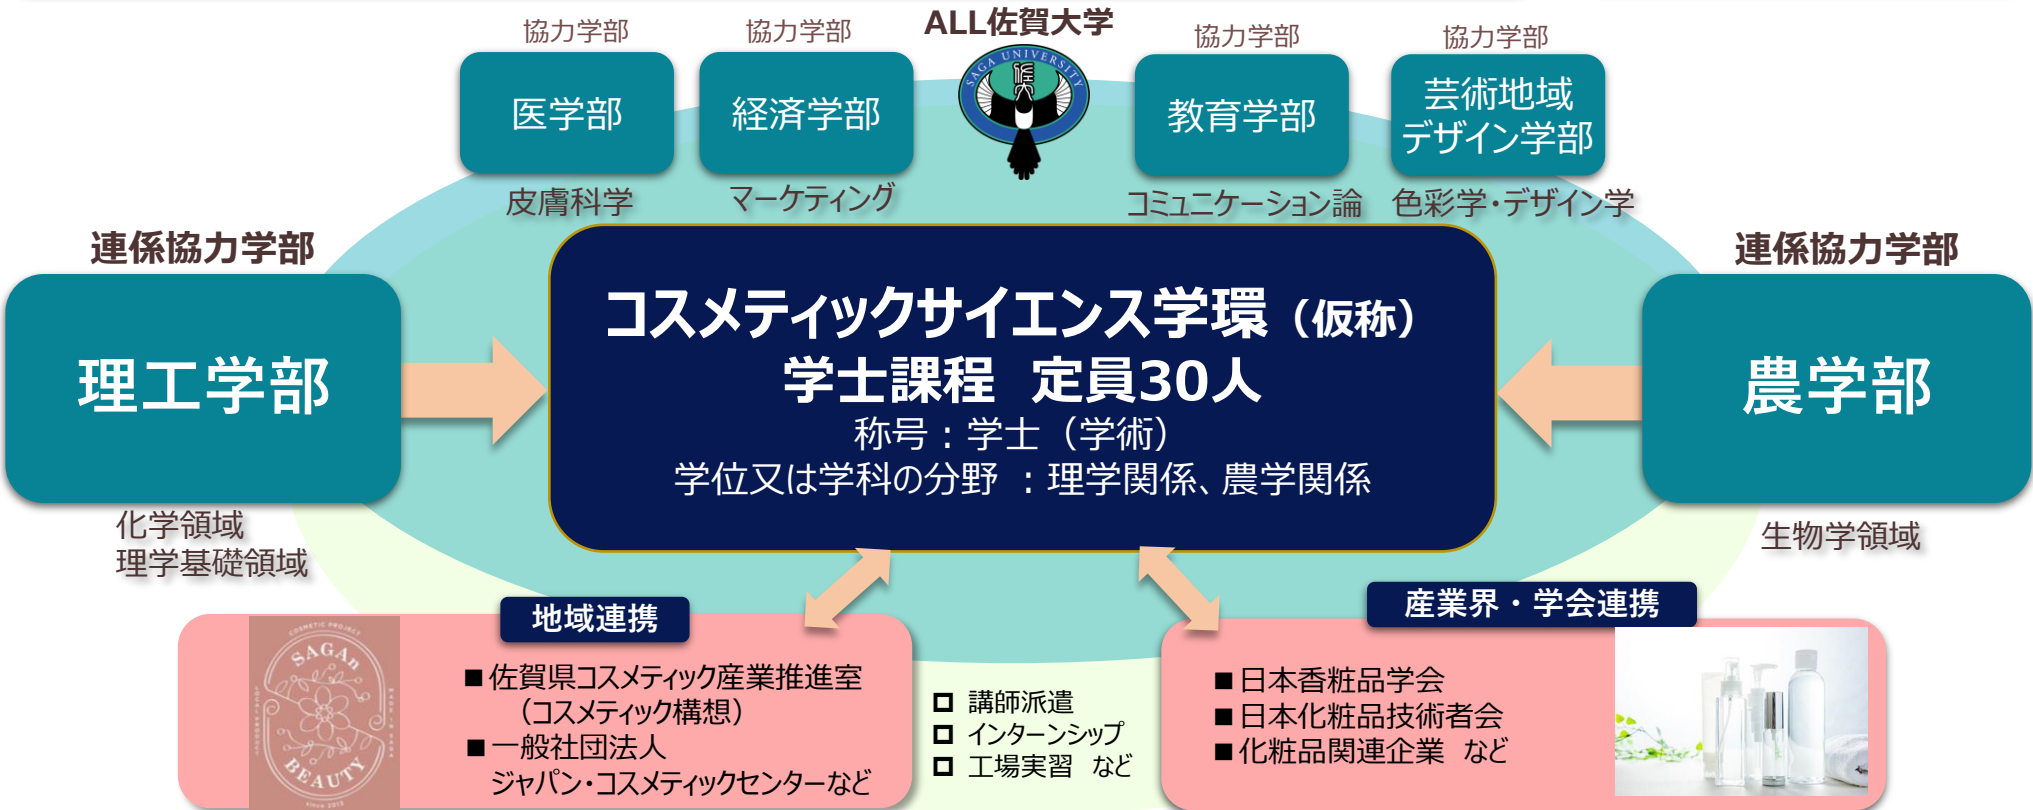 ALL佐賀大学
協力学部
協力学部
協力学部
協力学部
医学部
経済学部
SAGA UNIVERSITY
教育学部
芸術地域
デザイン学部
皮膚科学
マーケティング
コミュニケーション論
色彩学・デザイン学
連係協力学部
連係協力学部
理工学部
農学部
コスメティックサイエンス学環（仮称）
学士課程　定員30人
称号：学士（学術）
学位又は学科の分野 ：理学関係、農学関係
化学領域
理学基礎領域
生物学領域
地域連携
COSMETIC PROJECT
SAGAn
BEAUTY
LOCAL PRODUCT
MADE IN SAGA
since 2012
■佐賀県コスメティック産業推進室
（コスメティック構想）
■一般社団法人
ジャパン・コスメティックセンターなど
□ 講師派遣
□ インターンシップ
□ 工場実習　など
産業界・学会連携
■日本香粧品学会
■日本化粧品技術者会
■化粧品関連企業　など